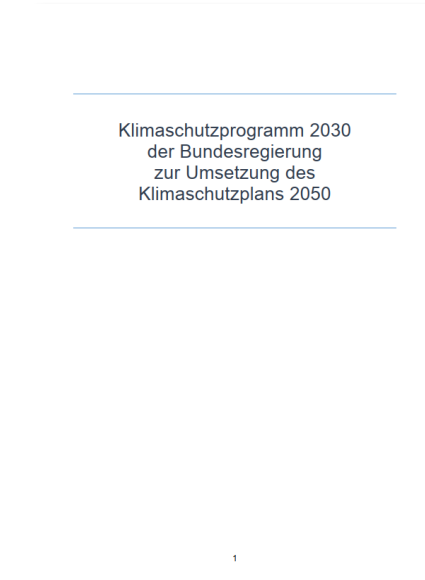 Klimaschutzprogramm 2030
der Bundesregierung
zur Umsetzung des
Klimaschutzplans 2050
1